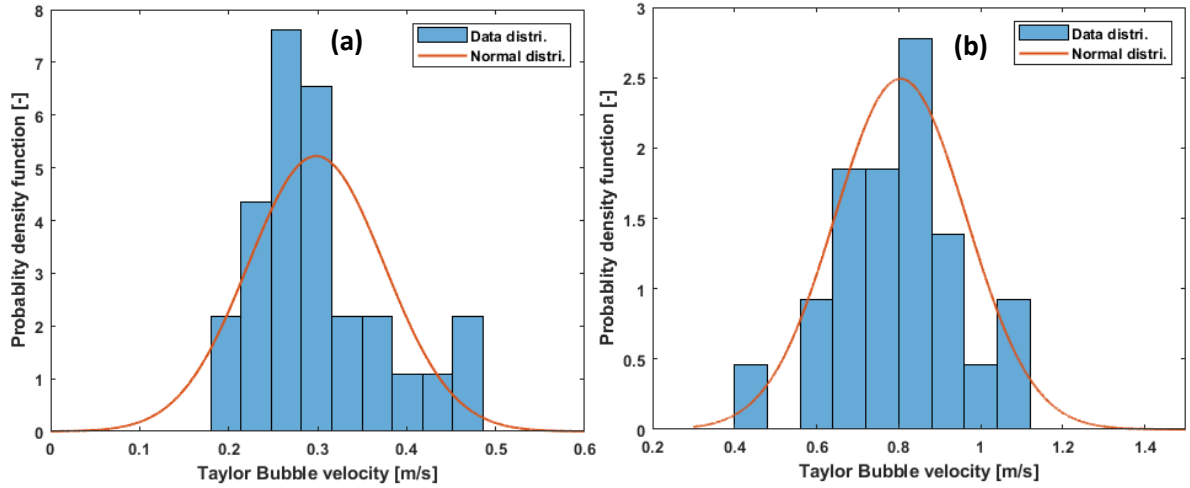 (a)
Data distri.
Normal distri.
Probablity density function [-]
8
7
6
5
4
3
2
1
0
0 0.1 0.2 0.3 0.4 0.5 0.6
Taylor Bubble velocity [m/s]
(b)
Data distri.
Normal distri.
Probablity density function [-]
3
2.5
2
1.5
1
0.5
0
0.2 0.4 0.6 0.8 1 1.2 1.4
Taylor Bubble velocity [m/s]